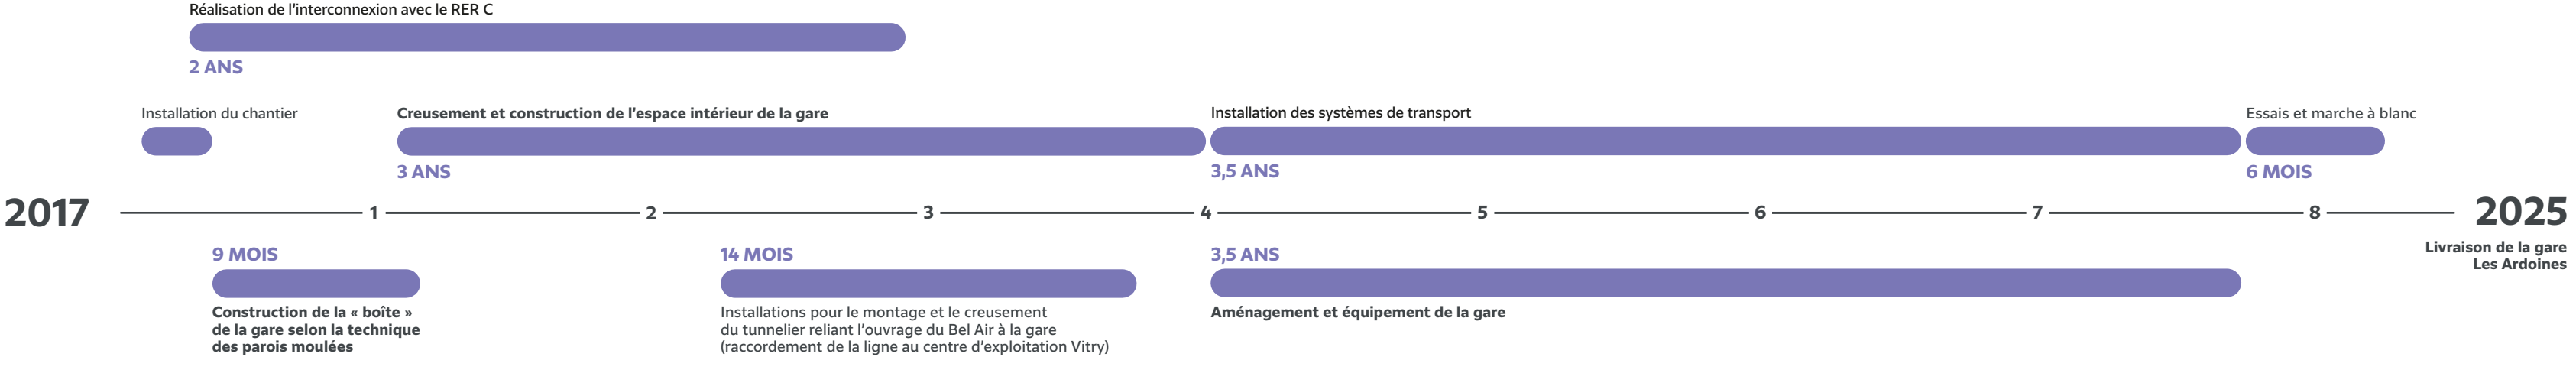 Réalisation de l’interconnexion avec le RER C
2 ANS
Installation du chantier
Creusement et construction de l’espace intérieur de la gare
3 ANS
Installation des systèmes de transport
3,5 ANS
Essais et marche à blanc
6 MOIS
2017 1 2 3 4 5 6 7 8 2025
Livraison de la gare
Les Ardoines
9 MOIS
Construction de la « boîte »
de la gare selon la technique
des parois moulées
14 MOIS
Installations pour le montage et le creusement
du tunnelier reliant l’ouvrage du Bel Air à la gare
(raccordement de la ligne au centre d’exploitation Vitry)
3,5 ANS
Aménagement et équipement de la gare